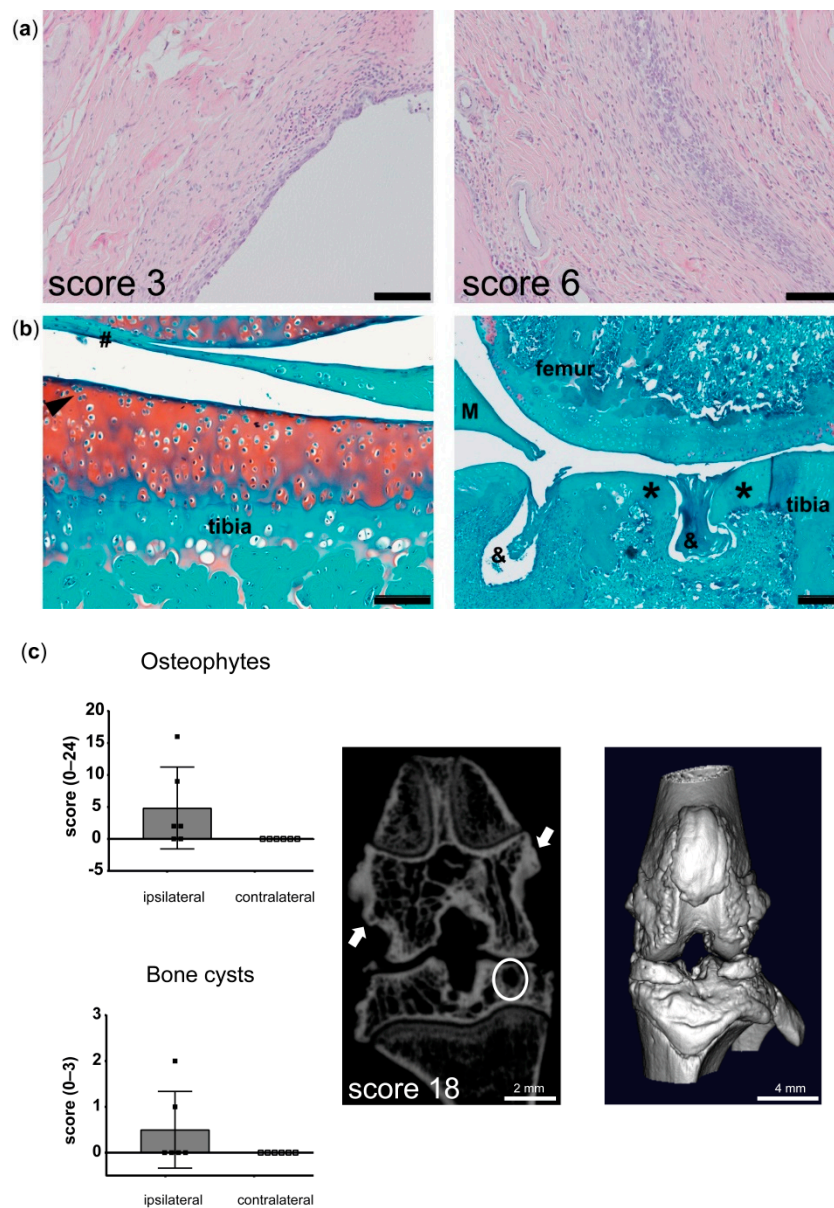 (a)
score 3
score 6
(b)
#
tibia
femur
M
*
*
tibia
&
&
(c)
Osteophytes
score (0–24)
20
15
10
5
0
-5
ipsilateral
contralateral
Bone cysts
score (0–3)
3
2
1
0
ipsilateral
contralateral
score 18
2 mm
4 mm